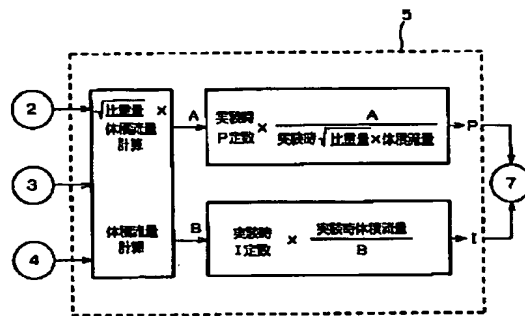 5
2
√比重量 ×
体積流量
計算
A
実験時
P定数
×
A
実験時√比重量×体積流量
P
3
7
体積流量
計算
4
B
実験時
I定数
×
実験時体積流量
B
I